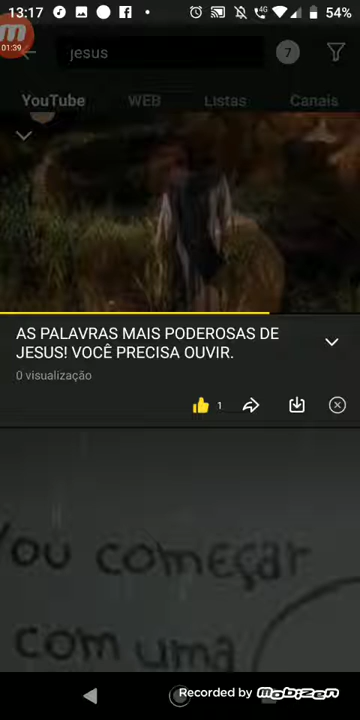 13:17
54%
01:39
jesus
7
YouTube WEB Listas Canais
AS PALAVRAS MAIS PODEROSAS DE
JESUS! VOCÊ PRECISA OUVIR.
0 visualização
1
Vou começar
com uma
Recorded by mobizen